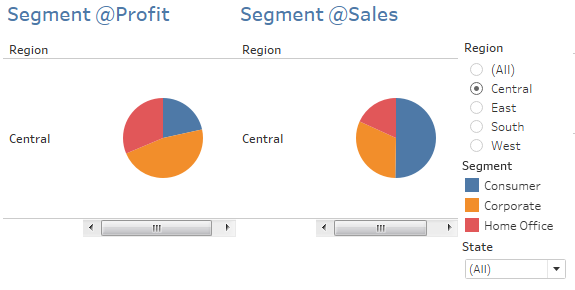 Segment @Profit
Segment @Sales
Region
Region
Central
Central
Region
(All)
Central
East
South
West
Segment
Consumer
Corporate
Home Office
State
(All)